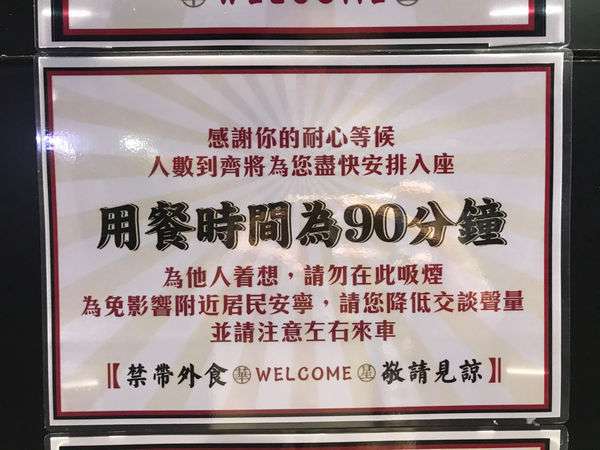 WELCOME
感謝你的耐心等候
人數到齊將為您盡快安排入座
用餐時間為90分鐘
為他人着想，請勿在此吸煙
為免影響附近居民安寧，請您降低交談聲量
並請注意左右來車
【禁帶外食 華 WELCOME 星 敬請見諒】